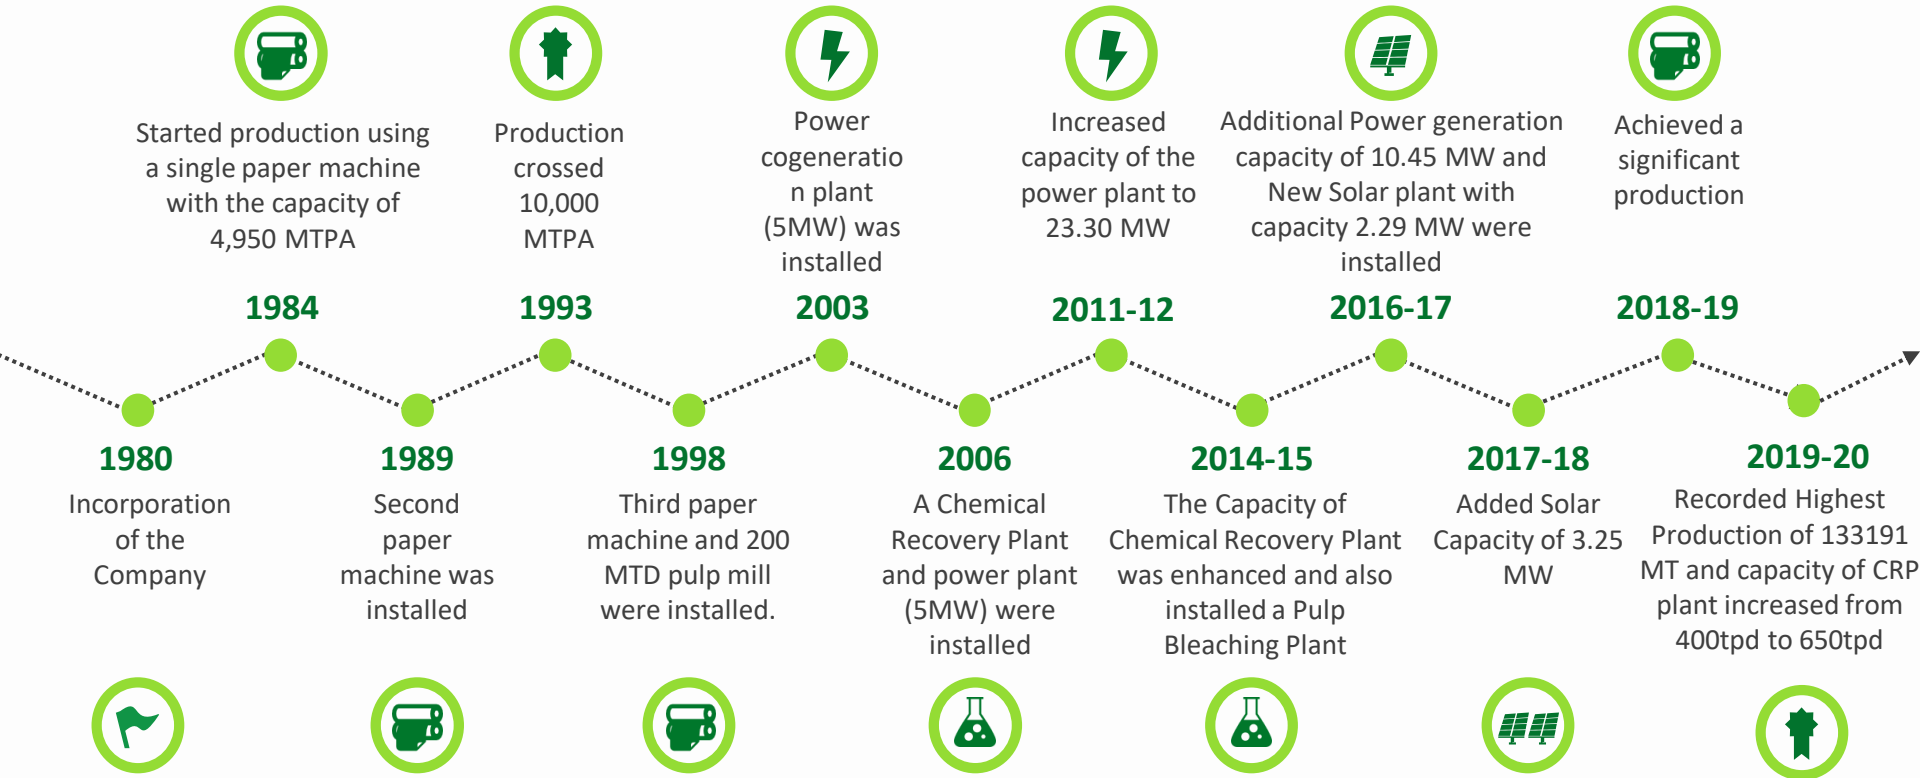 Started production using
a single paper machine
with the capacity of
4,950 MTPA
1984
Production
crossed
10,000
MTPA
1993
Power
cogeneratio
n plant
(5MW) was
installed
2003
Increased
capacity of the
power plant to
23.30 MW
2011-12
Additional Power generation
capacity of 10.45 MW and
New Solar plant with
capacity 2.29 MW were
installed
2016-17
Achieved a
significant
production
2018-19
1980
Incorporation
of the
Company
1989
Second
paper
machine was
installed
1998
Third paper
machine and 200
MTD pulp mill
were installed.
2006
A Chemical
Recovery Plant
and power plant
(5MW) were
installed
2014-15
The Capacity of
Chemical Recovery Plant
was enhanced and also
installed a Pulp
Bleaching Plant
2017-18
Added Solar
Capacity of 3.25
MW
2019-20
Recorded Highest
Production of 133191
MT and capacity of CRP
plant increased from
400tpd to 650tpd